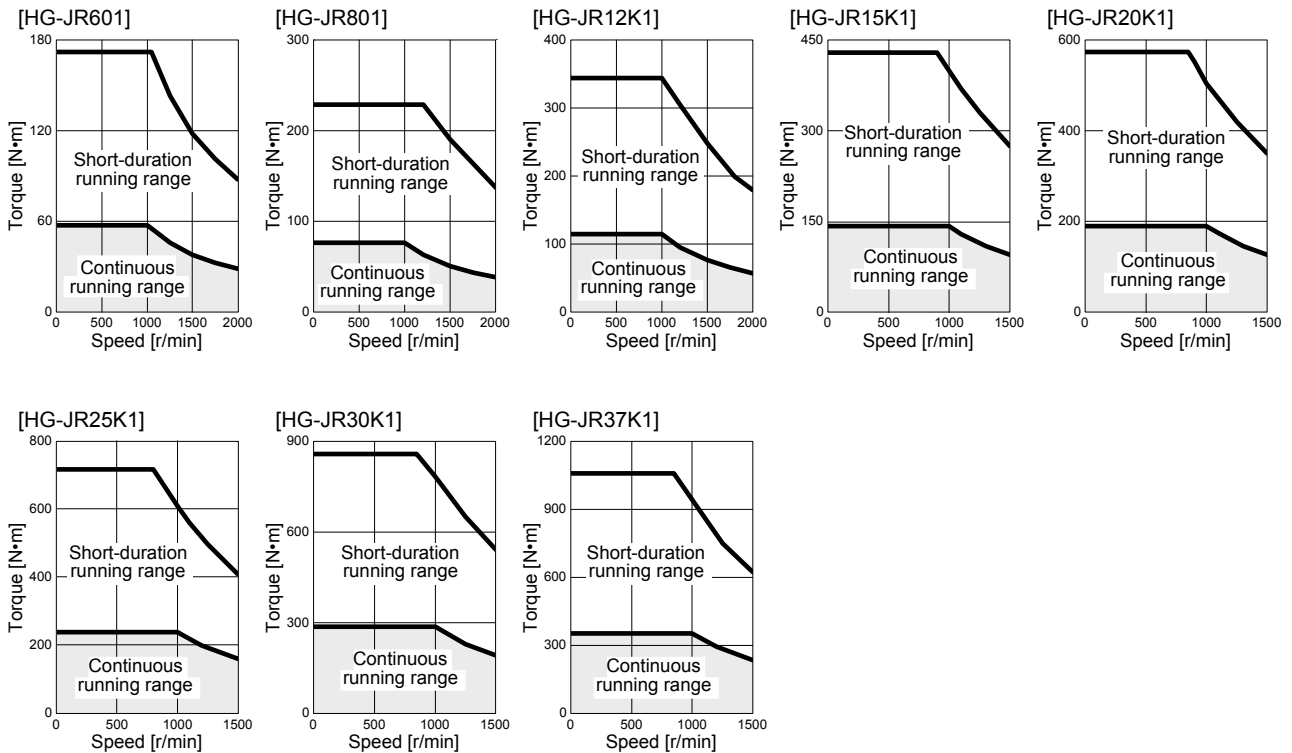 [HG-JR601]
180
120
60
0
Torque [N•m]
Short-duration
running range
Continuous
running range
0 500 1000 1500 2000
Speed [r/min]
[HG-JR801]
300
200
100
0
Torque [N•m]
Short-duration
running range
Continuous
running range
0 500 1000 1500 2000
Speed [r/min]
[HG-JR12K1]
400
300
200
100
0
Torque [N•m]
Short-duration
running range
Continuous
running range
0 500 1000 1500 2000
Speed [r/min]
[HG-JR15K1]
450
300
150
0
Torque [N•m]
Short-duration
running range
Continuous
running range
0 500 1000 1500
Speed [r/min]
[HG-JR20K1]
600
400
200
0
Torque [N•m]
Short-duration
running range
Continuous
running range
0 500 1000 1500
Speed [r/min]
[HG-JR25K1]
800
600
400
200
0
Torque [N•m]
Short-duration
running range
Continuous
running range
0 500 1000 1500
Speed [r/min]
[HG-JR30K1]
900
600
300
0
Torque [N•m]
Short-duration
running range
Continuous
running range
0 500 1000 1500
Speed [r/min]
[HG-JR37K1]
1200
900
600
300
0
Torque [N•m]
Short-duration
running range
Continuous
running range
0 500 1000 1500
Speed [r/min]